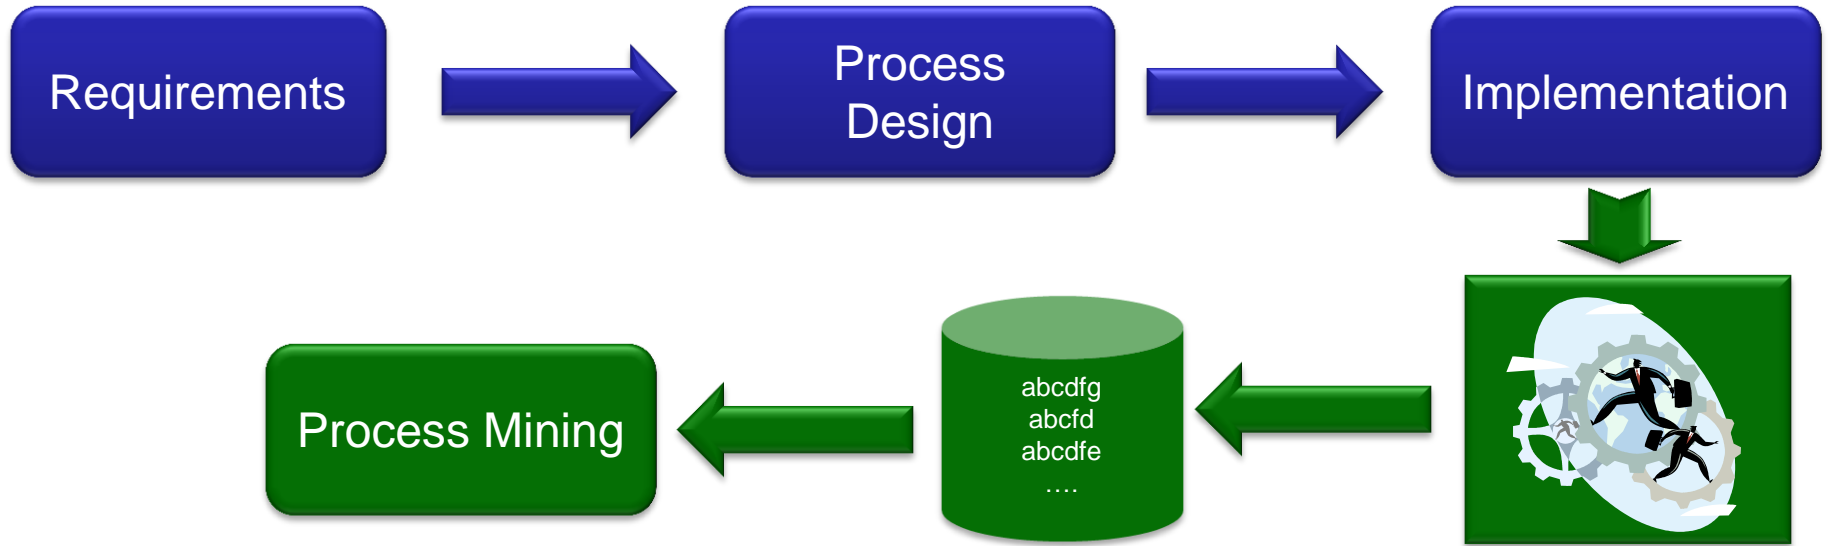 Requirements
Process
Design
Implementation
Process Mining
abcdfg
abcfd
abcdfe
....